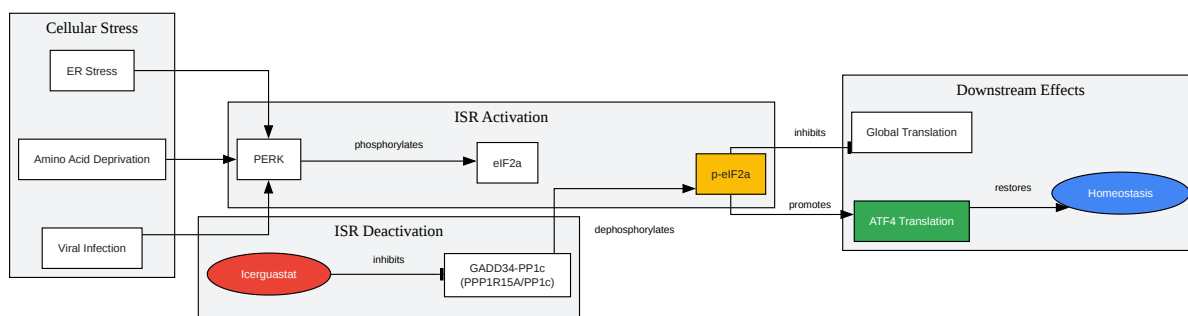 Cellular Stress
ER Stress
Amino Acid Deprivation
Viral Infection
ISR Activation
PERK
phosphorylates
eIF2a
p-eIF2a
ISR Deactivation
Icerguastat
inhibits
GADD34-PP1c
(PPP1R15A/PP1c)
dephosphorylates
inhibits
promotes
Downstream Effects
Global Translation
ATF4 Translation
restores
Homeostasis